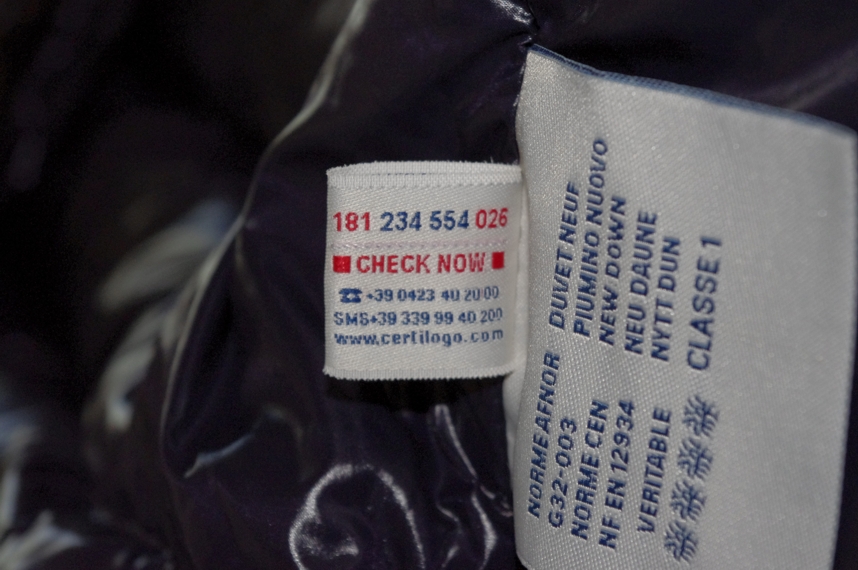 181 234 554 026
CHECK NOW
☎ +39 0423 40 20 00
SMS+39 339 99 40 200
www.certilogo.com
DUVET NEUF
PIUMINO NUOVO
NEW DOWN
NEU DAUNE
NYTT DUN
CLASSE 1
NORME AFNOR
G32-003
NORME CEN
NF EN 12934
VERITABLE